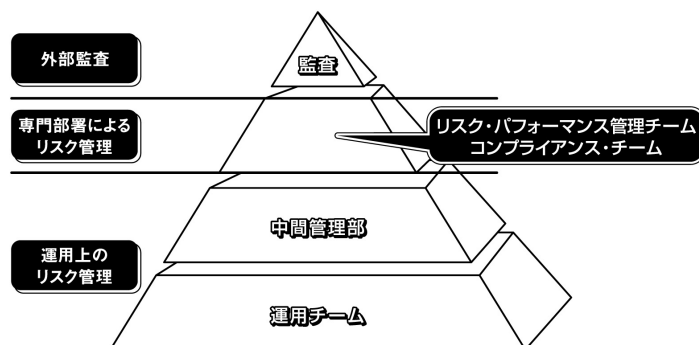 外部監査
監査
専門部署による
リスク管理
リスク・パフォーマンス管理チーム
コンプライアンス・チーム
中間管理部
運用上の
リスク管理
運用チーム